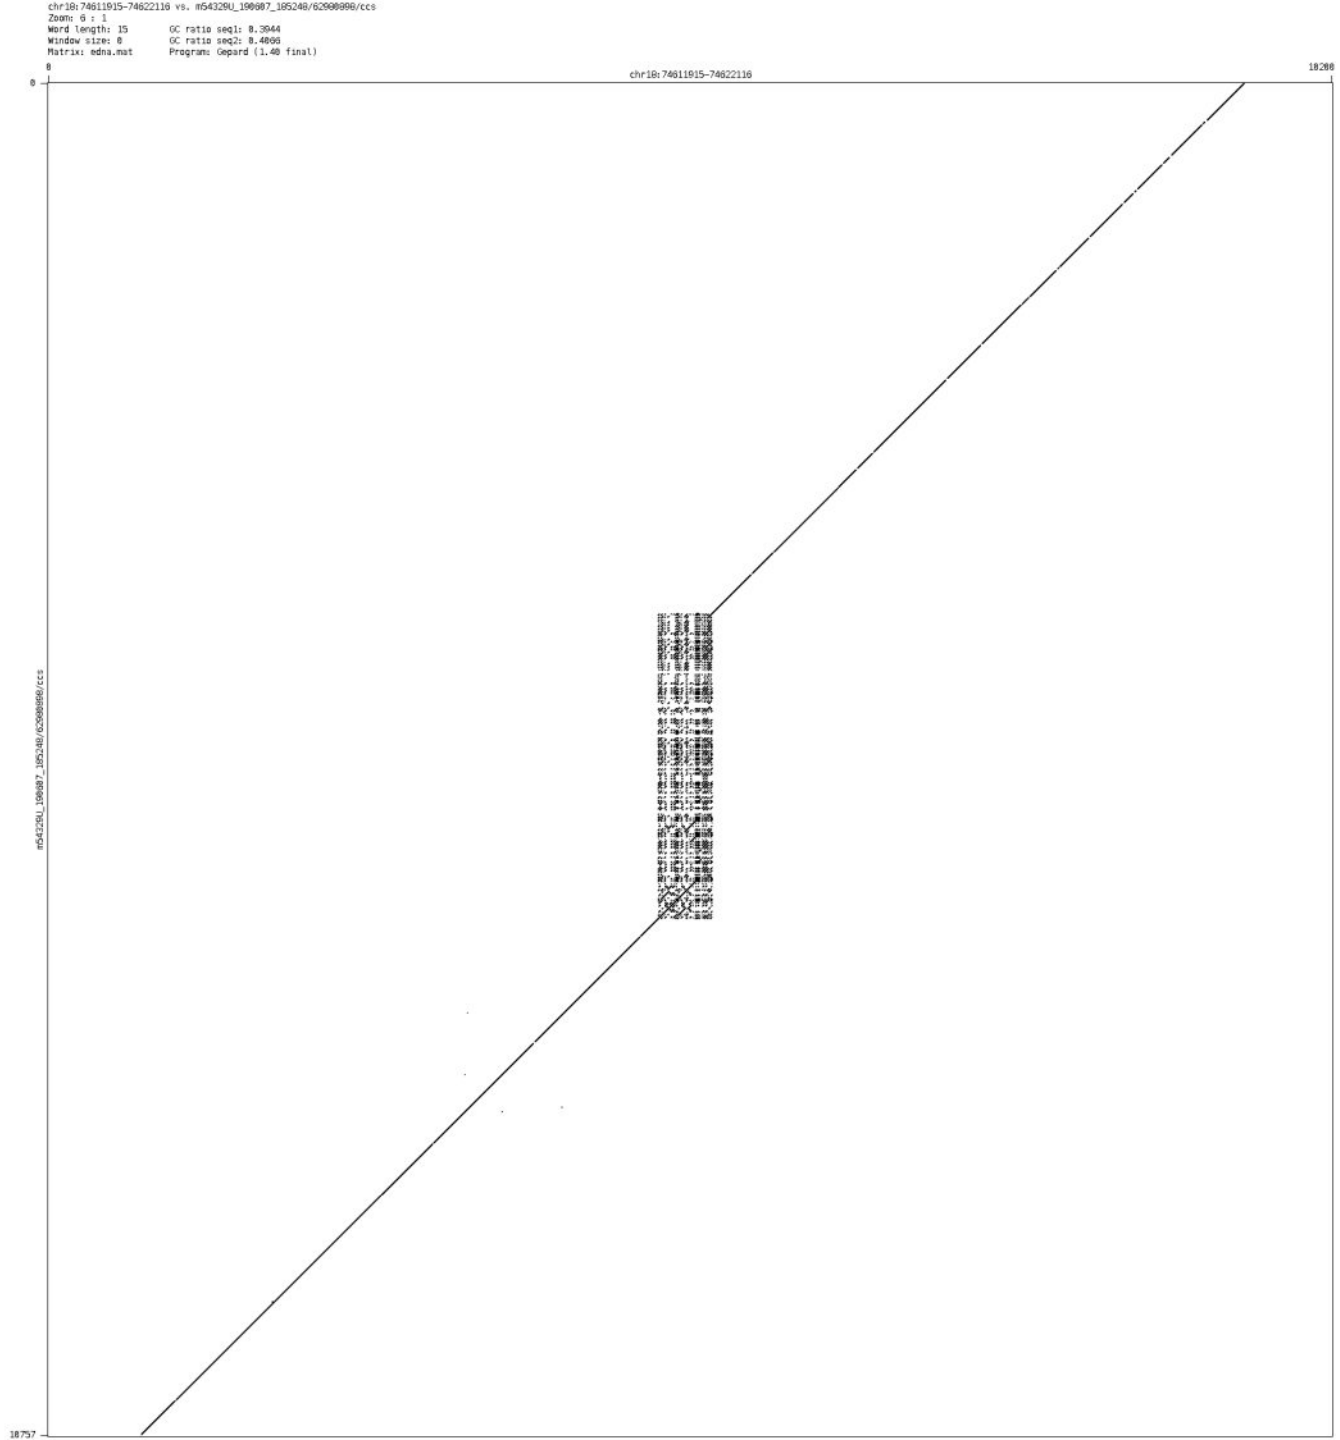 chr18:74611915-74622116 vs. m54329U_190607_185248/62900898/ccs
Zoom: 6 : 1
Word length: 15 GC ratio seq1: 0.3944
Window size: 0 GC ratio seq2: 0.4066
Matrix: edna.mat Program: Gepard (1.40 final)
0 10200
chr18:74611915-74622116
0
m54329U_190607_185248/62900898/ccs
10757